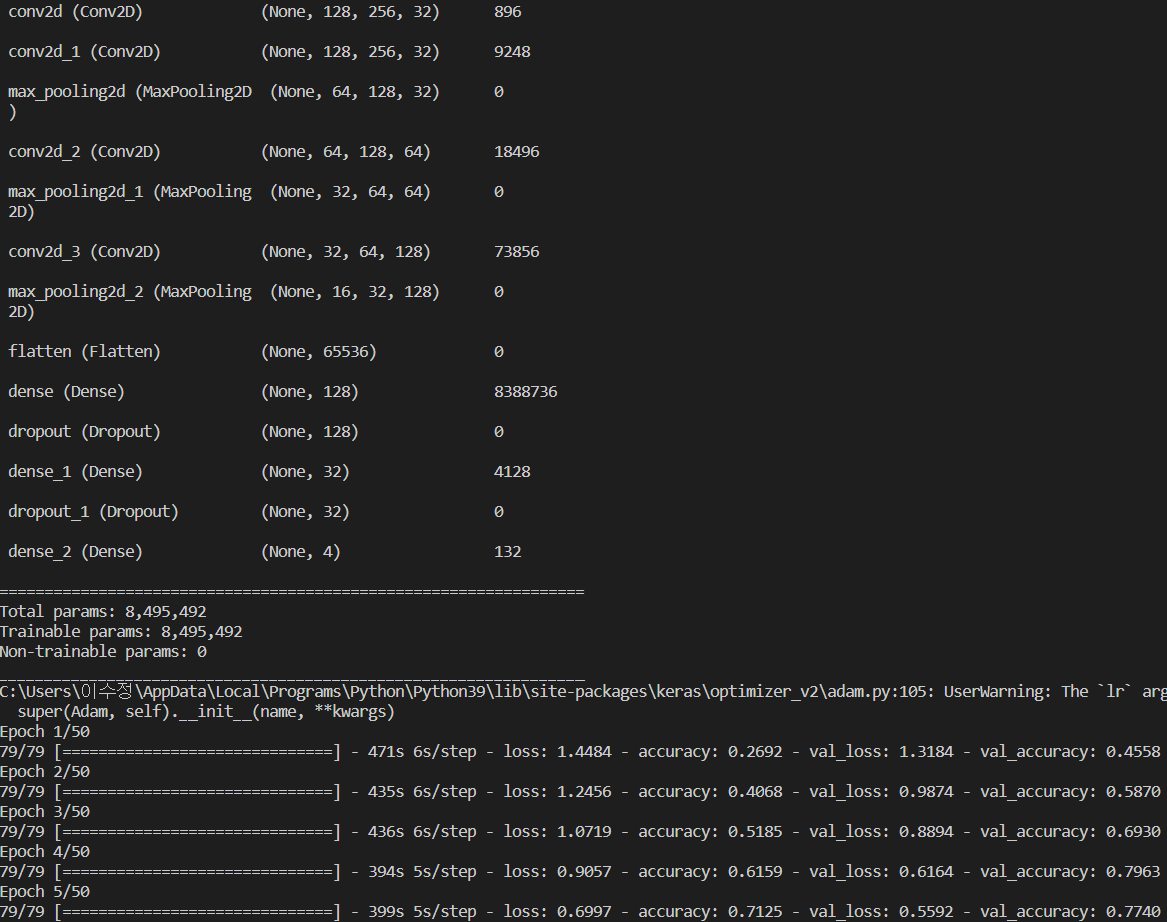 conv2d (Conv2D)             (None, 128, 256, 32)      896
conv2d_1 (Conv2D)           (None, 128, 256, 32)      9248
max_pooling2d (MaxPooling2D  (None, 64, 128, 32)      0
)
conv2d_2 (Conv2D)           (None, 64, 128, 64)       18496
max_pooling2d_1 (MaxPooling  (None, 32, 64, 64)       0
2D)
conv2d_3 (Conv2D)           (None, 32, 64, 128)       73856
max_pooling2d_2 (MaxPooling  (None, 16, 32, 128)      0
2D)
flatten (Flatten)           (None, 65536)             0
dense (Dense)               (None, 128)               8388736
dropout (Dropout)           (None, 128)               0
dense_1 (Dense)             (None, 32)                4128
dropout_1 (Dropout)         (None, 32)                0
dense_2 (Dense)             (None, 4)                 132
=================================================================
Total params: 8,495,492
Trainable params: 8,495,492
Non-trainable params: 0
_________________________________________________________________
C:\Users\이수정\AppData\Local\Programs\Python\Python39\lib\site-packages\keras\optimizer_v2\adam.py:105: UserWarning: The `lr` arg
super(Adam, self).__init__(name, **kwargs)
Epoch 1/50
79/79 [==============================] - 471s 6s/step - loss: 1.4484 - accuracy: 0.2692 - val_loss: 1.3184 - val_accuracy: 0.4558
Epoch 2/50
79/79 [==============================] - 435s 6s/step - loss: 1.2456 - accuracy: 0.4068 - val_loss: 0.9874 - val_accuracy: 0.5870
Epoch 3/50
79/79 [==============================] - 436s 6s/step - loss: 1.0719 - accuracy: 0.5185 - val_loss: 0.8894 - val_accuracy: 0.6930
Epoch 4/50
79/79 [==============================] - 394s 5s/step - loss: 0.9057 - accuracy: 0.6159 - val_loss: 0.6164 - val_accuracy: 0.7963
Epoch 5/50
79/79 [==============================] - 399s 5s/step - loss: 0.6997 - accuracy: 0.7125 - val_loss: 0.5592 - val_accuracy: 0.7740